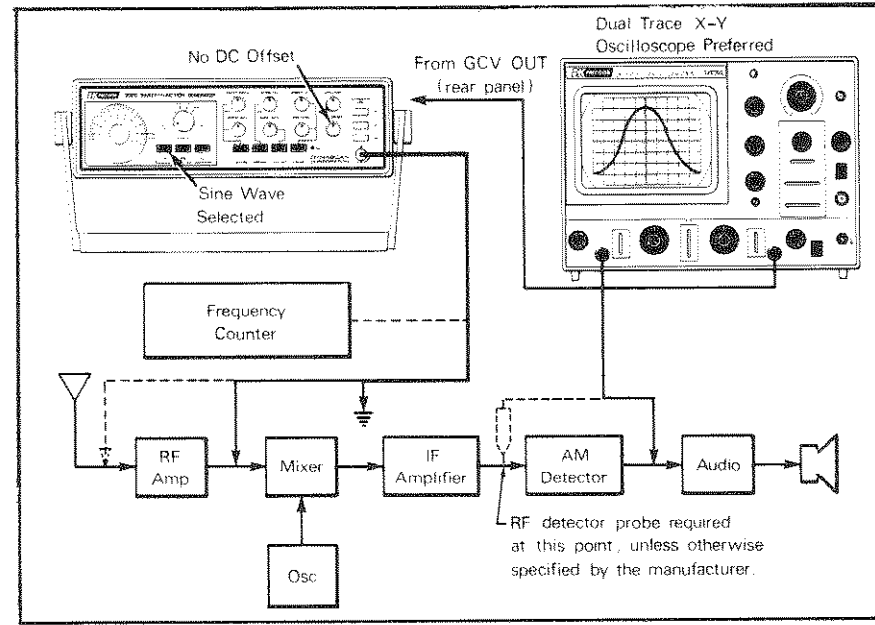 Dual Trace X-Y
Oscilloscope Preferred
No DC Offset
From GCV OUT
(rear panel)
Sine Wave
Selected
Frequency
Counter
RF
Amp
Mixer
IF
Amplifier
AM
Detector
Audio
Osc
RF detector probe required
at this point, unless otherwise
specified by the manufacturer.